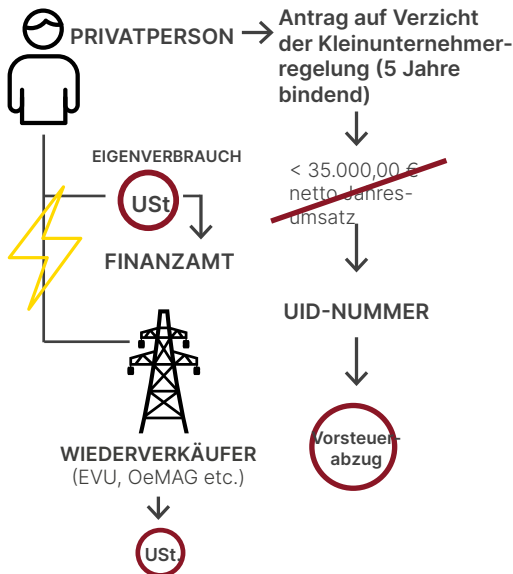 PRIVATPERSON
Antrag auf Verzicht
der Kleinunternehmer-
regelung (5 Jahre
bindend)
EIGENVERBRAUCH
USt
FINANZAMT
< 35.000,00 €
netto Jahres-
umsatz
UID-NUMMER
Vorsteuer-
abzug
WIEDERVERKÄUFER
(EVU, OeMAG etc.)
USt.